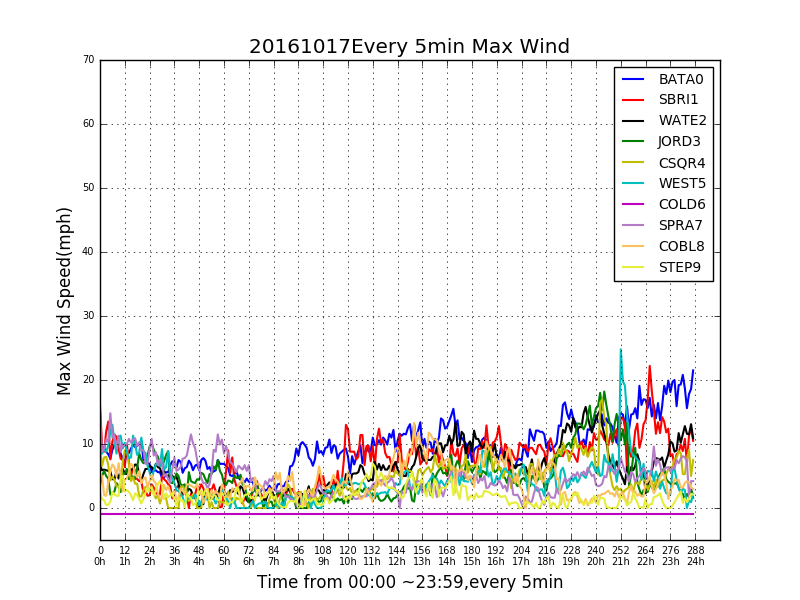 20161017Every 5min Max Wind
70
60
50
40
30
20
10
0
Max Wind Speed(mph)
BATA0
SBRI1
WATE2
JORD3
CSQR4
WEST5
COLD6
SPRA7
COBL8
STEP9
0 12 24 36 48 60 72 84 96 108 120 132 144 156 168 180 192 204 216 228 240 252 264 276 288
0h 1h 2h 3h 4h 5h 6h 7h 8h 9h 10h 11h 12h 13h 14h 15h 16h 17h 18h 19h 20h 21h 22h 23h 24h
Time from 00:00 ~23:59,every 5min